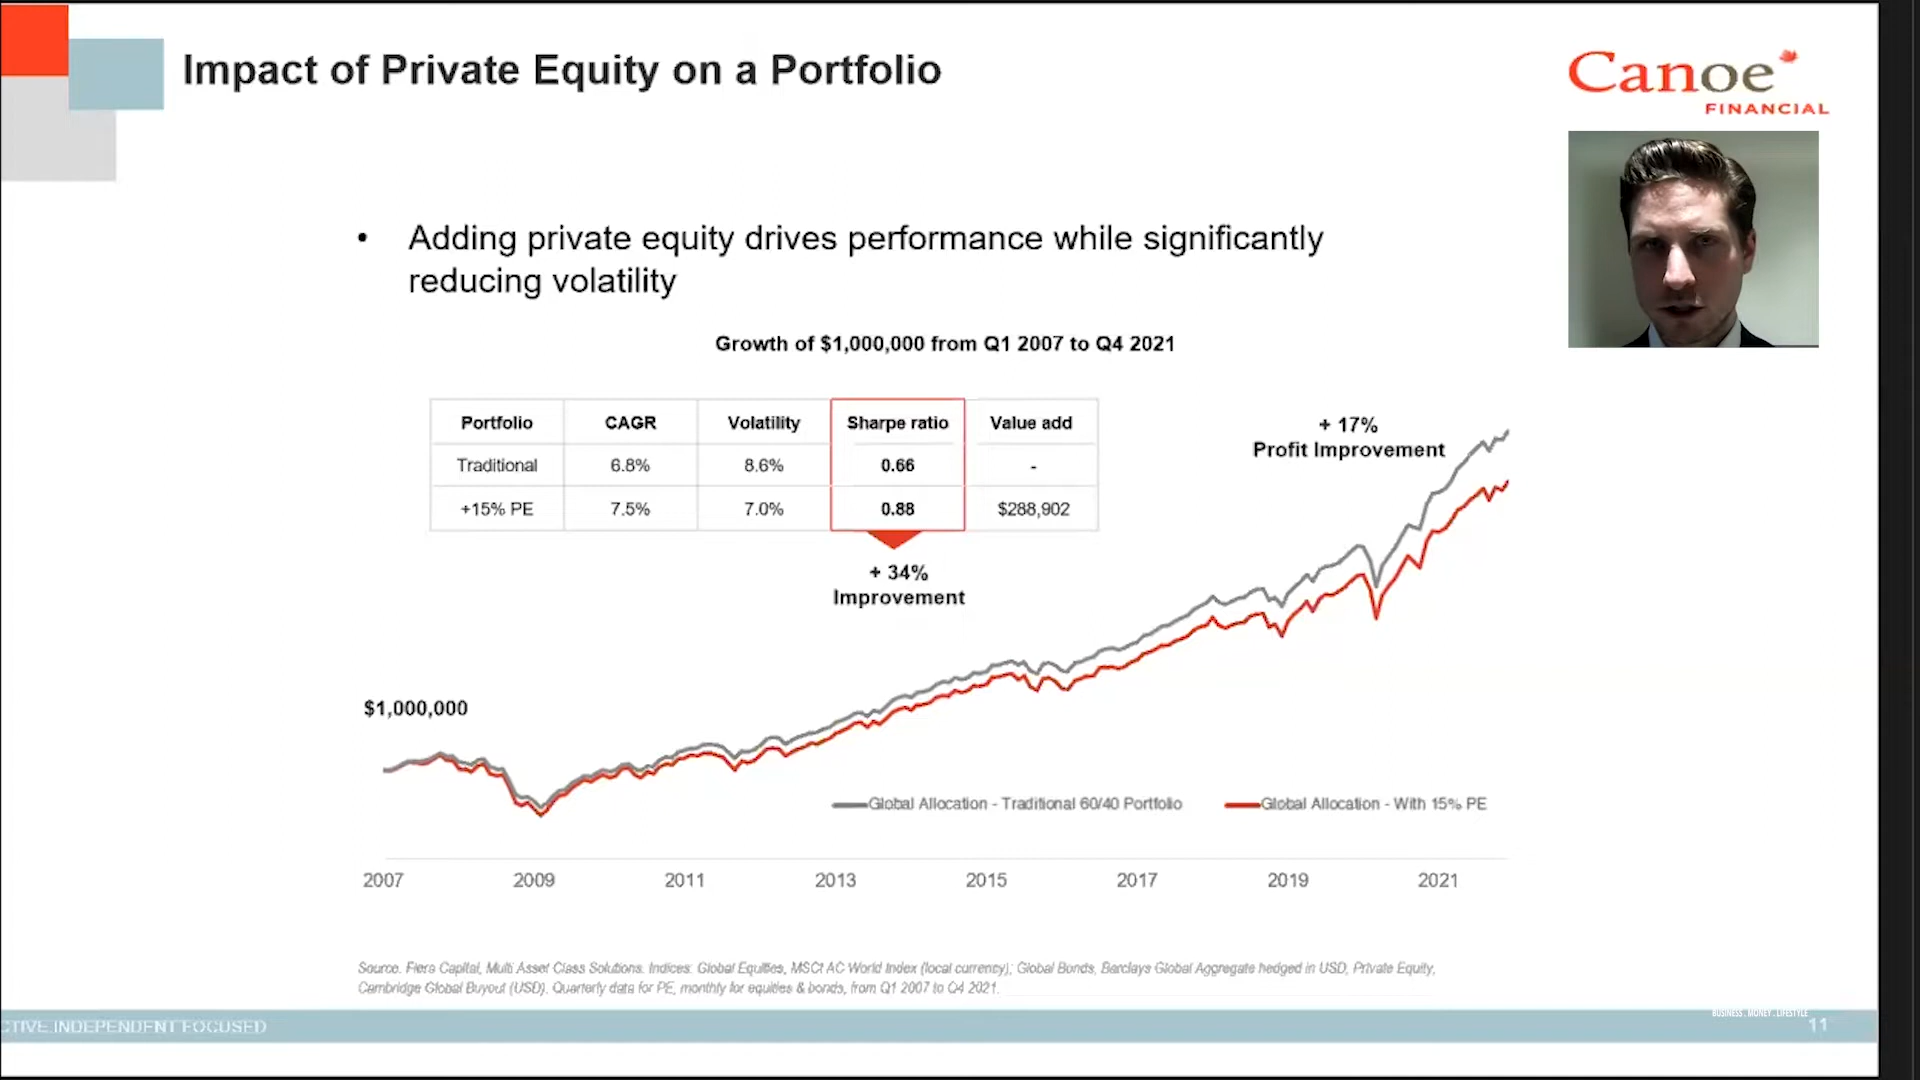 Impact of Private Equity on a Portfolio
Canoe
FINANCIAL
• Adding private equity drives performance while significantly
reducing volatility
Growth of $1,000,000 from Q1 2007 to Q4 2021
Portfolio CAGR Volatility Sharpe ratio Value add
Traditional 6.8% 8.6% 0.66 -
+15% PE 7.5% 7.0% 0.88 $288,902
+ 34%
Improvement
+ 17%
Profit Improvement
$1,000,000
Global Allocation - Traditional 60/40 Portfolio Global Allocation - With 15% PE
2007 2009 2011 2013 2015 2017 2019 2021
Source. Fiera Capital, Multi Asset Class Solutions. Indices: Global Equities, MSCI AC World Index (local currency); Global Bonds, Barclays Global Aggregate hedged in USD, Private Equity,
Cambridge Global Buyout (USD). Quarterly data for PE, monthly for equities & bonds, from Q1 2007 to Q4 2021.
CTIVE.INDEPENDENT.FOCUSED
BUSINESS . MONEY . LIFESTYLE
11